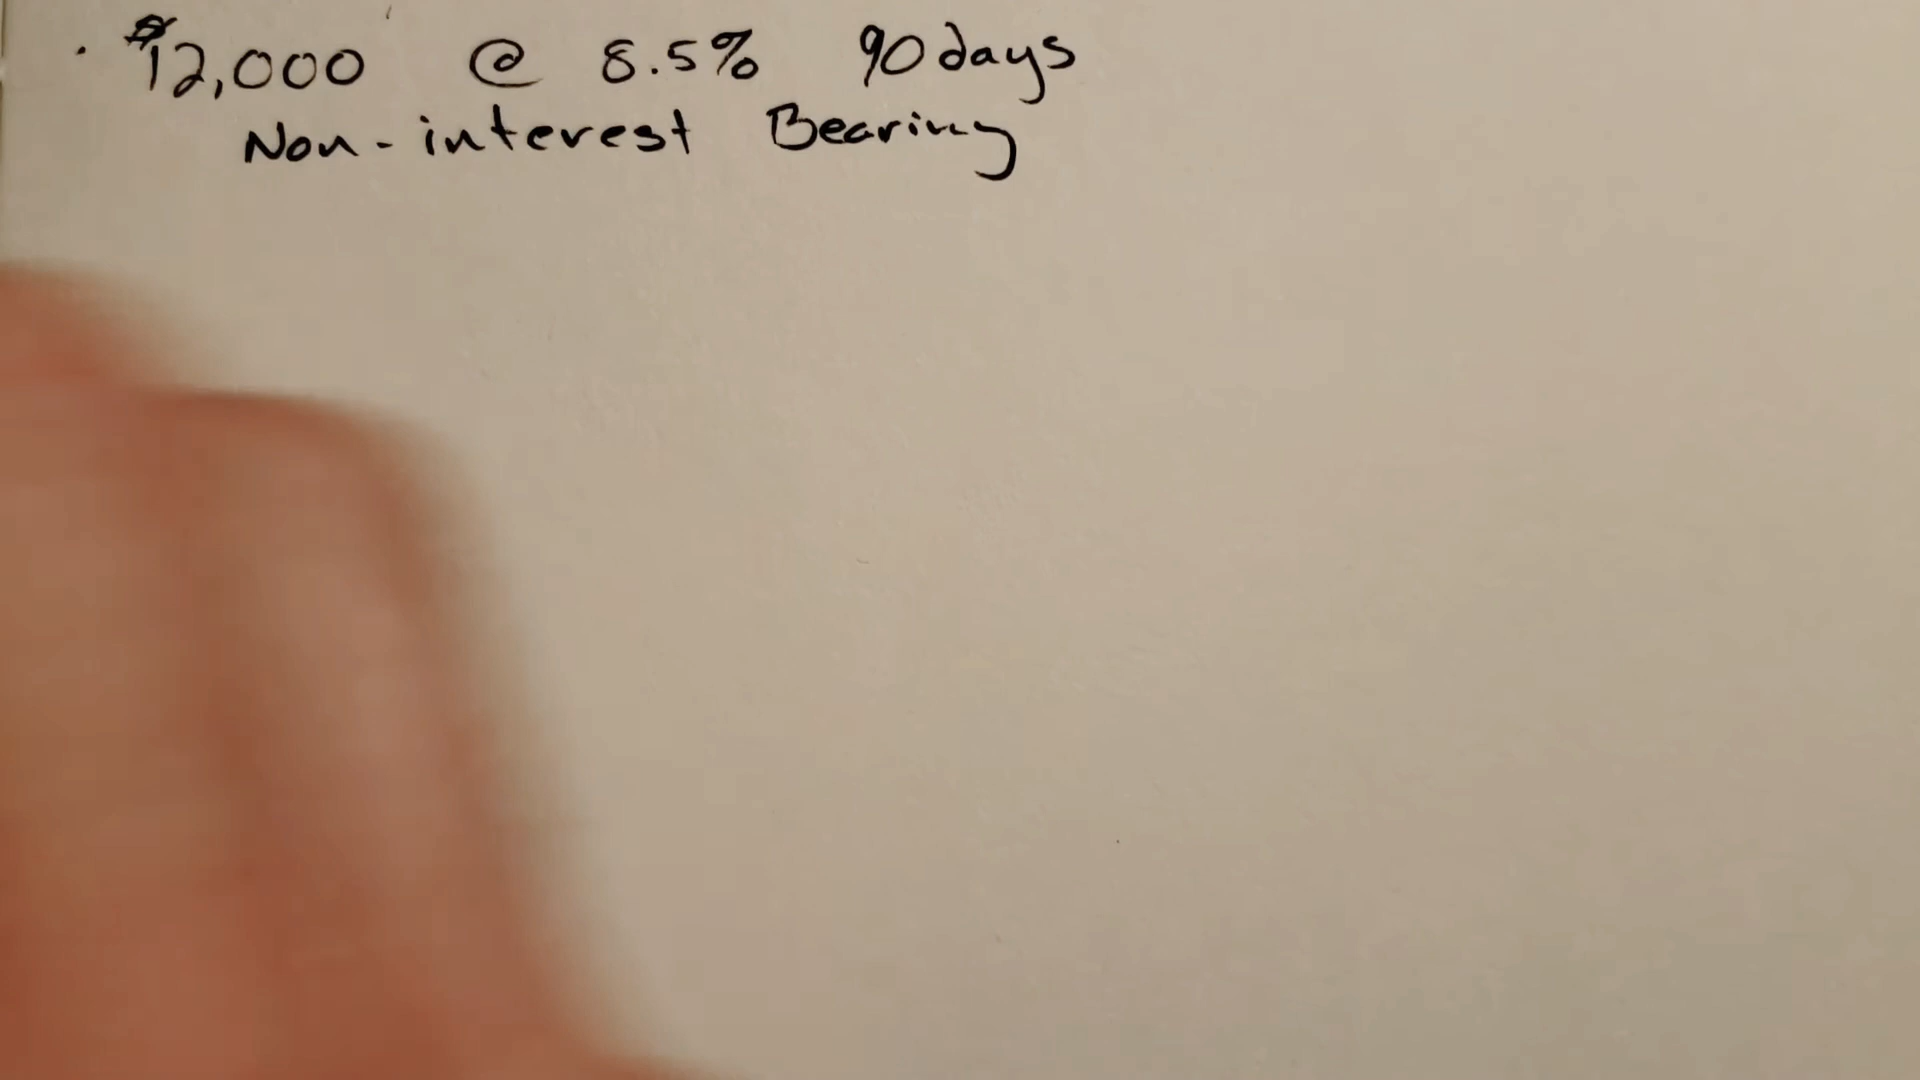 $12,000 @ 8.5% 90 days
Non-interest Bearing